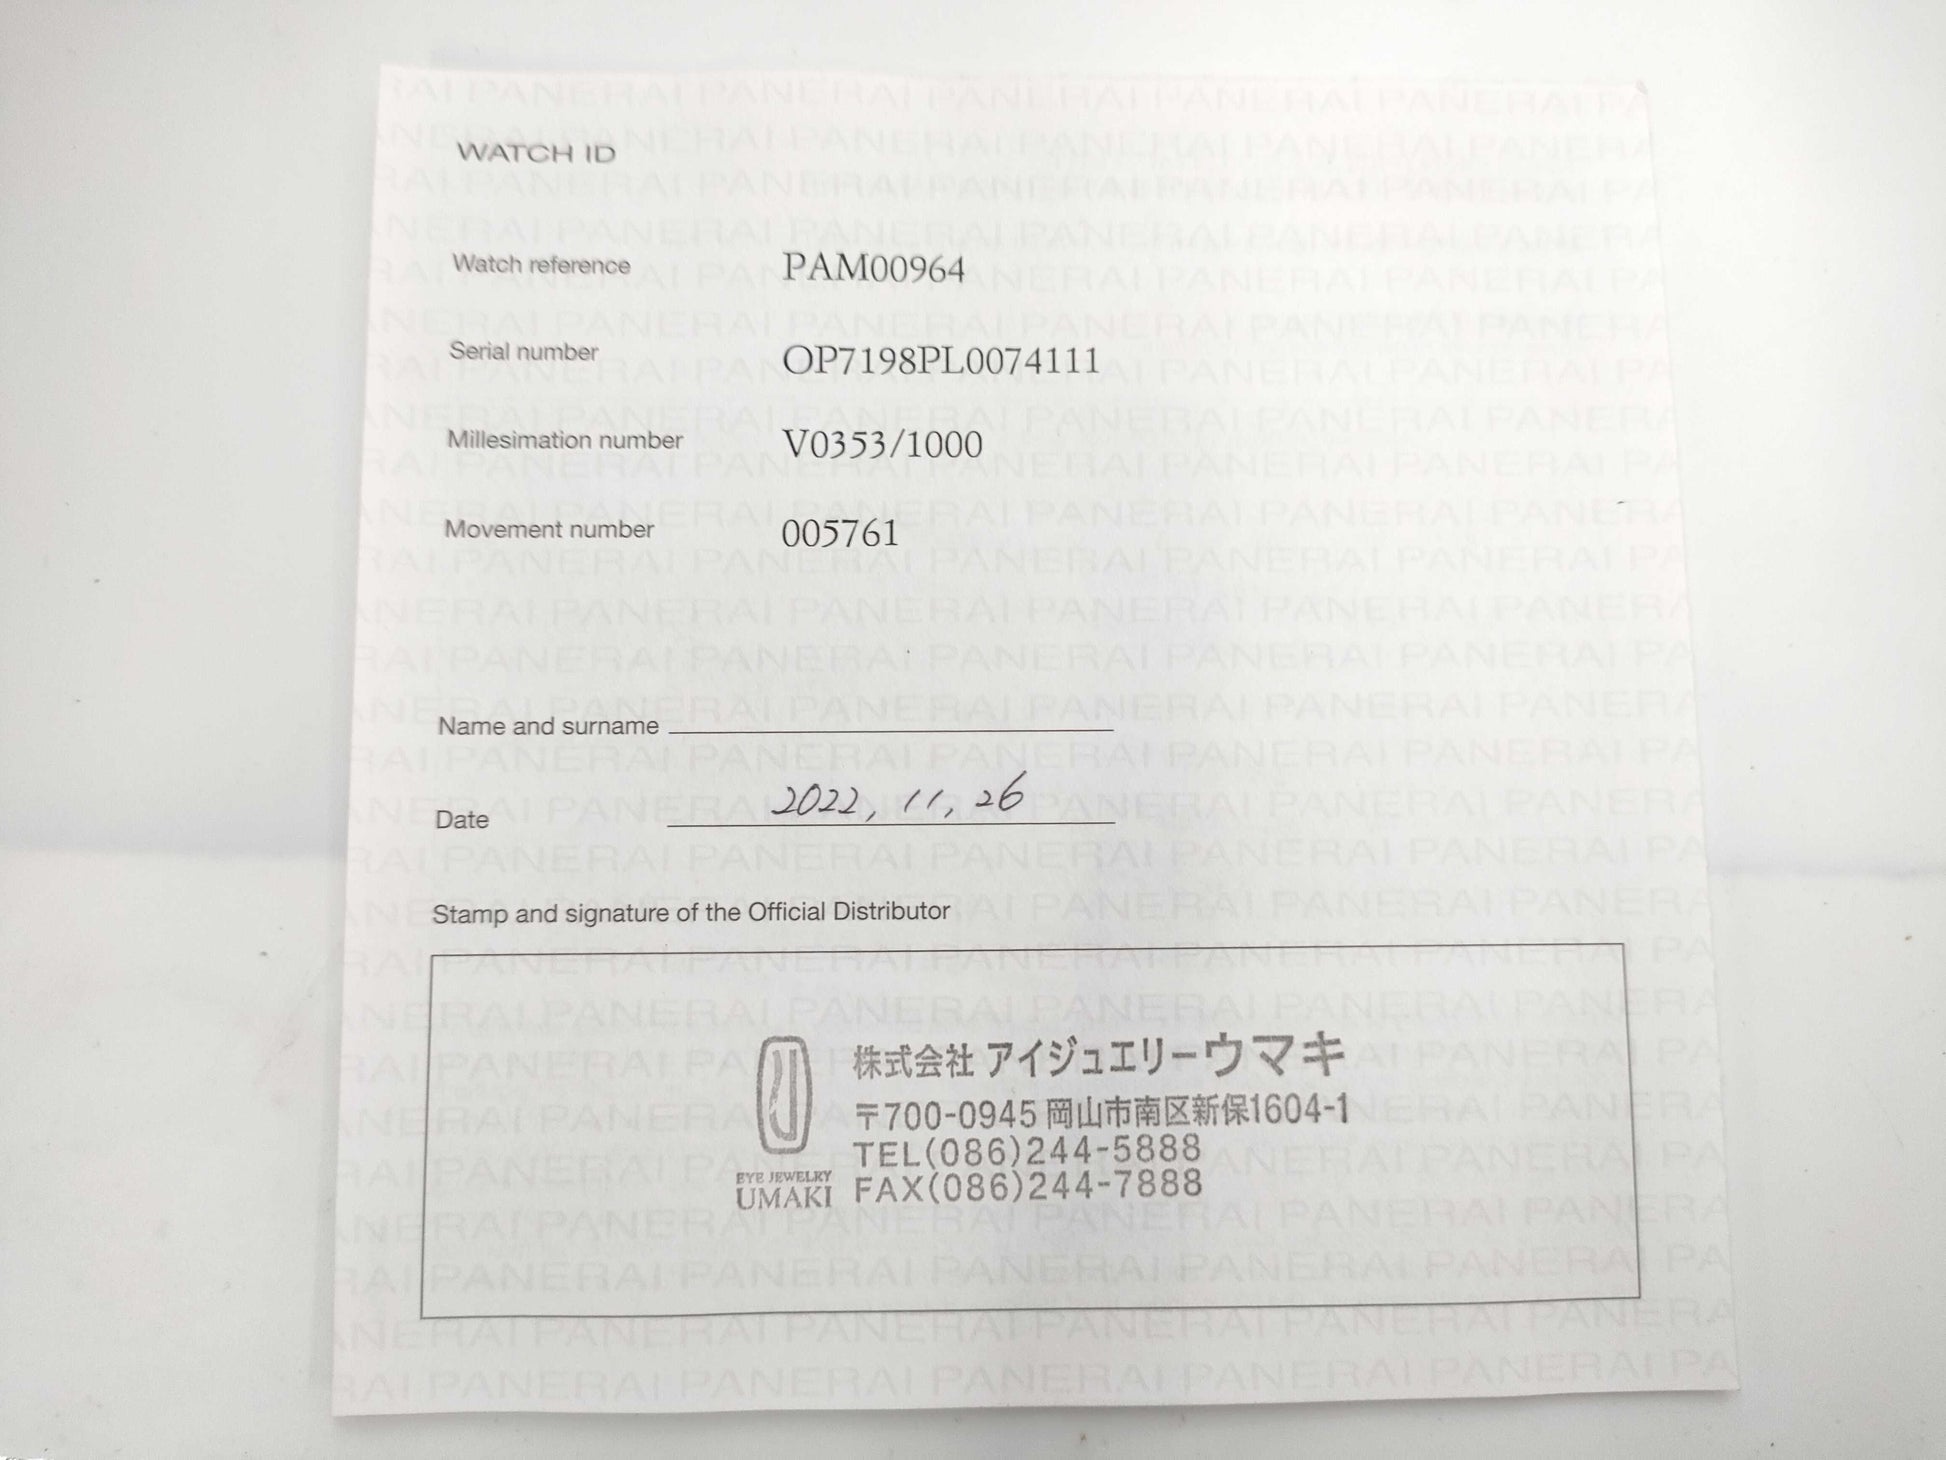 WATCH ID
Watch reference PAM00964
Serial number OP7198PL0074111
Millesimation number V0353/1000
Movement number 005761
Name and surname
Date 2022, 11, 26
Stamp and signature of the Official Distributor
株式会社 アイジュエリーウマキ
〒700-0945 岡山市南区新保1604-1
TEL(086)244-5888
FAX(086)244-7888
EYE JEWELRY
UMAKI